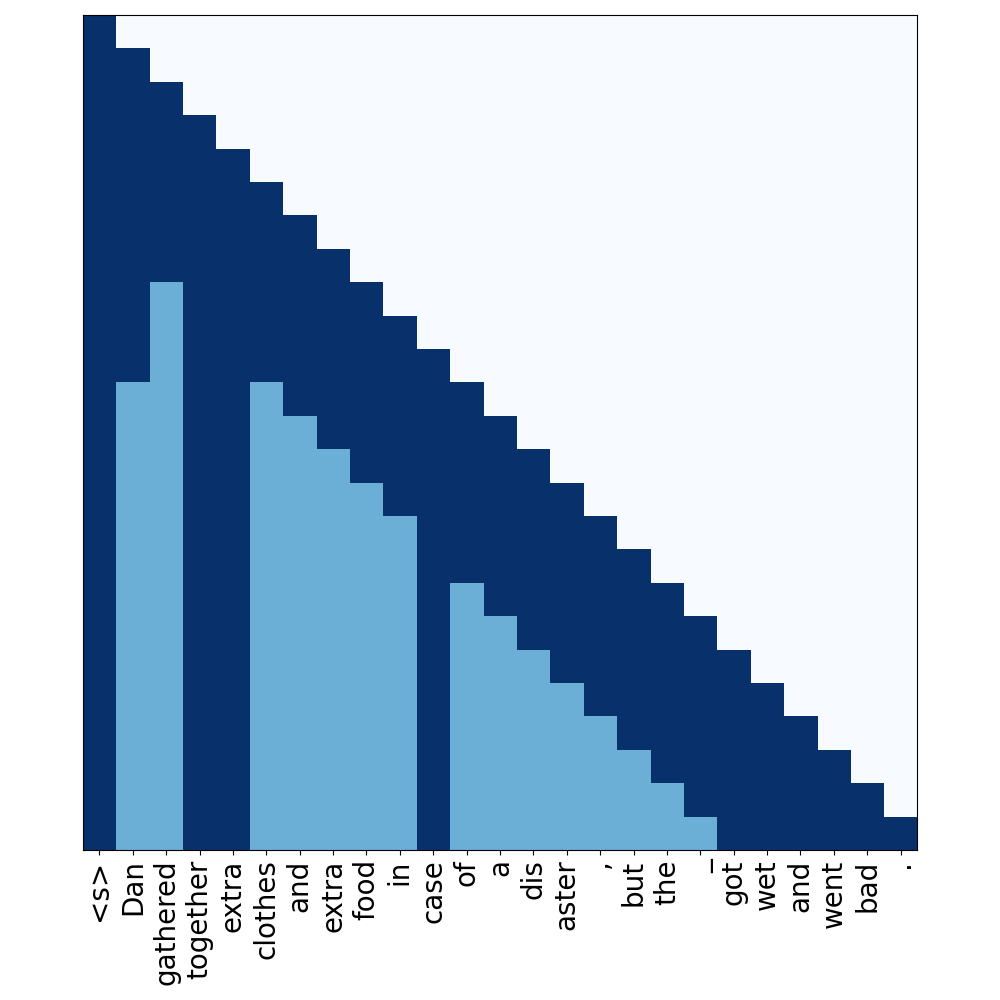 <s> Dan gathered together extra clothes and extra food in case of a dis aster , but the _ got wet and went bad .